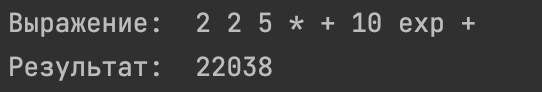 Выражение:  2 2 5 * + 10 exp +
Результат:  22038